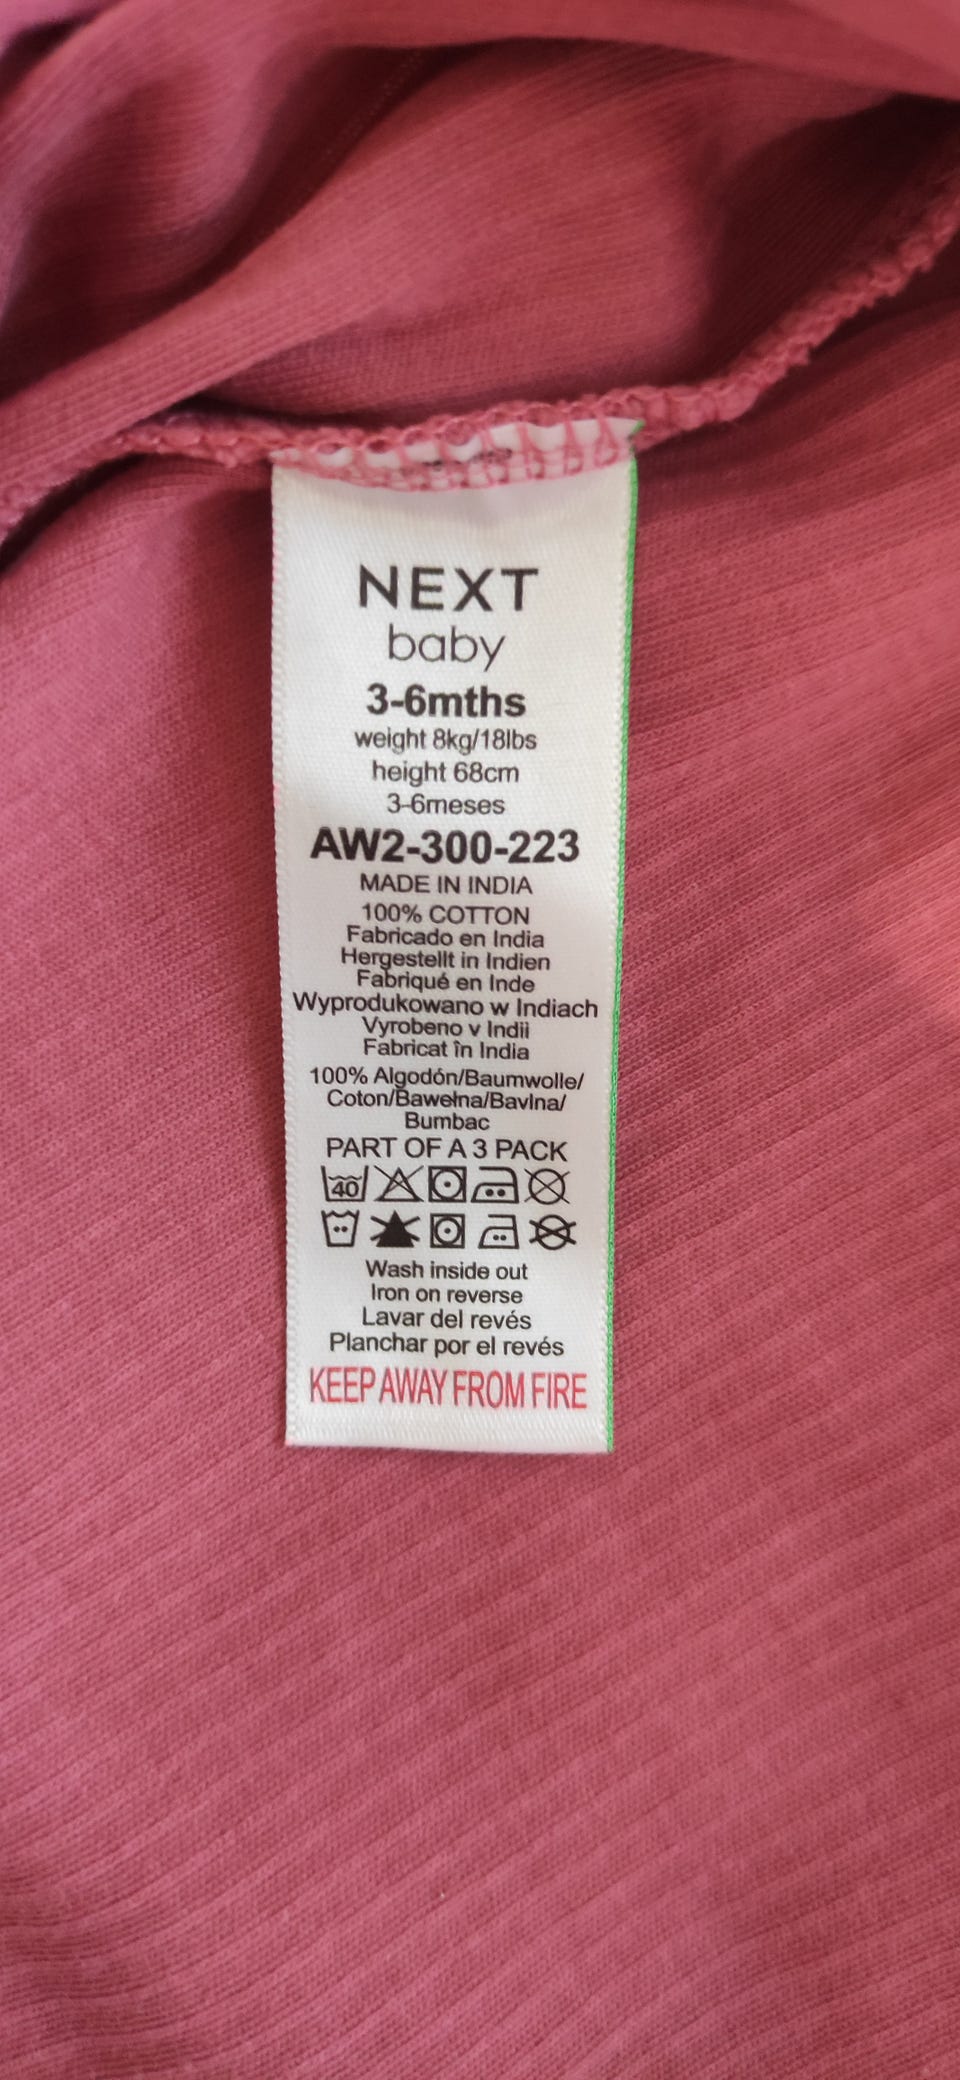 NEXT
baby
3-6mths
weight 8kg/18lbs
height 68cm
3-6meses
AW2-300-223
MADE IN INDIA
100% COTTON
Fabricado en India
Hergestellt in Indien
Fabriqué en Inde
Wyprodukowano w Indiach
Vyrobeno v Indii
Fabricat în India
100% Algodón/Baumwolle/
Coton/Bawełna/Bavlna/
Bumbac
PART OF A 3 PACK
40
Wash inside out
Iron on reverse
Lavar del revés
Planchar por el revés
KEEP AWAY FROM FIRE